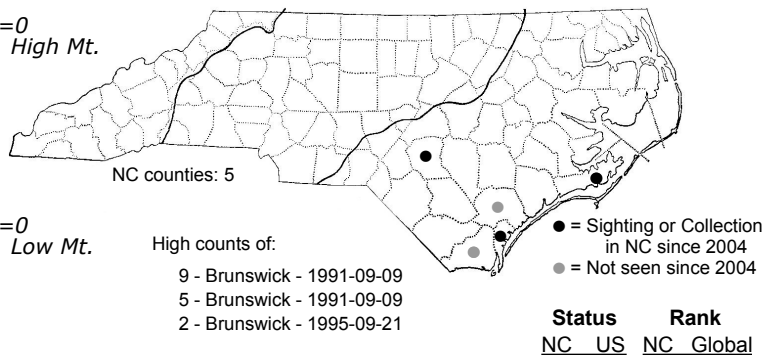 =0
High Mt.
NC counties: 5
=0
Low Mt.
High counts of:
9 - Brunswick - 1991-09-09
5 - Brunswick - 1991-09-09
2 - Brunswick - 1995-09-21
● = Sighting or Collection
in NC since 2004
● = Not seen since 2004
Status Rank
NC US NC Global